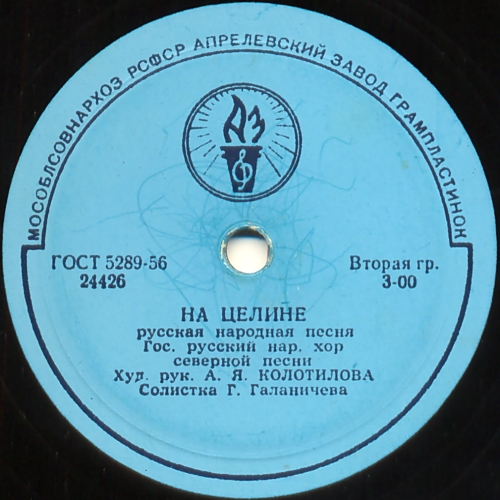 МОСОБЛСОВНАРХОЗ РСФСР АПРЕЛЕВСКИЙ ЗАВОД ГРАМПЛАСТИНОК
АЗ
ГОСТ 5289-56
24426
Вторая гр.
3-00
НА ЦЕЛИНЕ
русская народная песня
Гос. русский нар. хор
северной песни
Худ. рук. А. Я. КОЛОТИЛОВА
Солистка Г. Галаничева